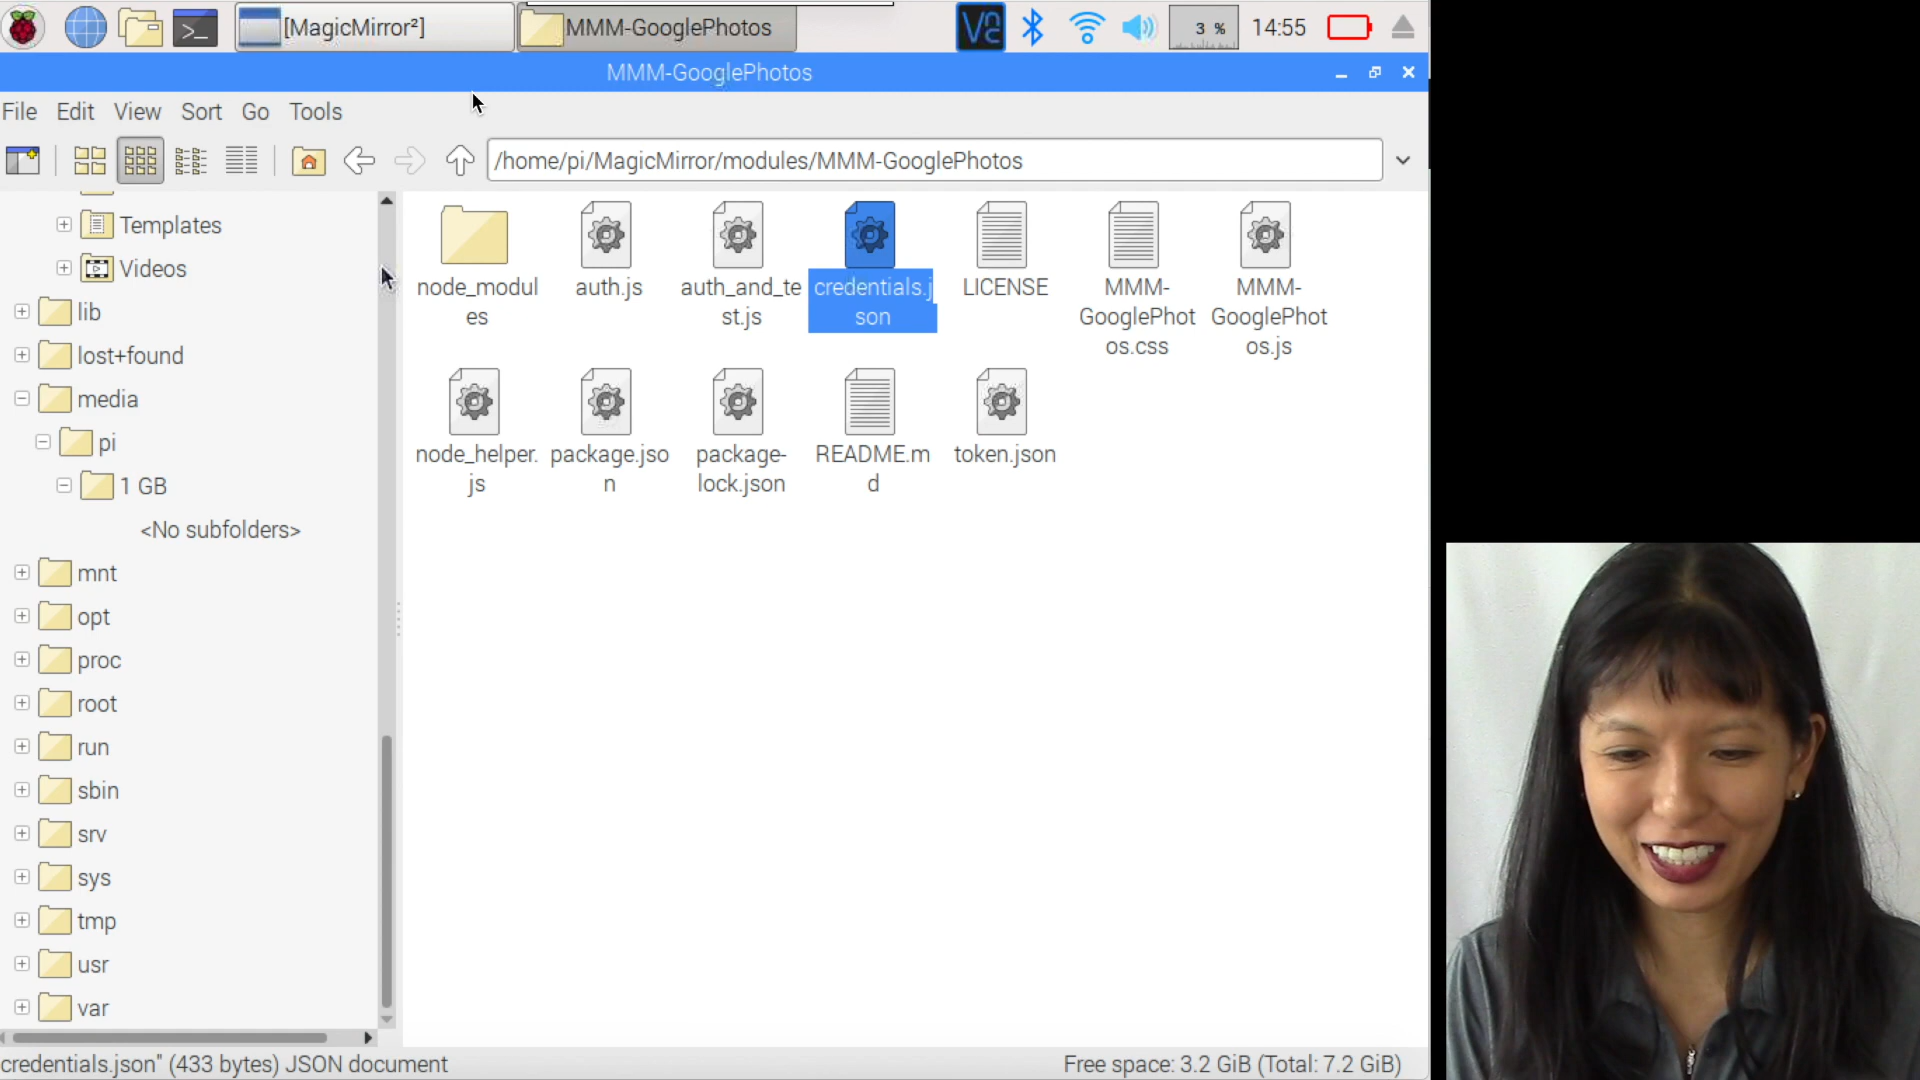 [MagicMirror²]
MMM-GooglePhotos
3 %
14:55
MMM-GooglePhotos
File Edit View Sort Go Tools
/home/pi/MagicMirror/modules/MMM-GooglePhotos
Templates
Videos
lib
lost+found
media
pi
1 GB
<No subfolders>
mnt
opt
proc
root
run
sbin
srv
sys
tmp
usr
var
node_modul
es
auth.js
auth_and_te
st.js
credentials.j
son
LICENSE
MMM-
GooglePhot
os.css
MMM-
GooglePhot
os.js
node_helper.
js
package.jso
n
package-
lock.json
README.m
d
token.json
credentials.json" (433 bytes) JSON document
Free space: 3.2 GiB (Total: 7.2 GiB)